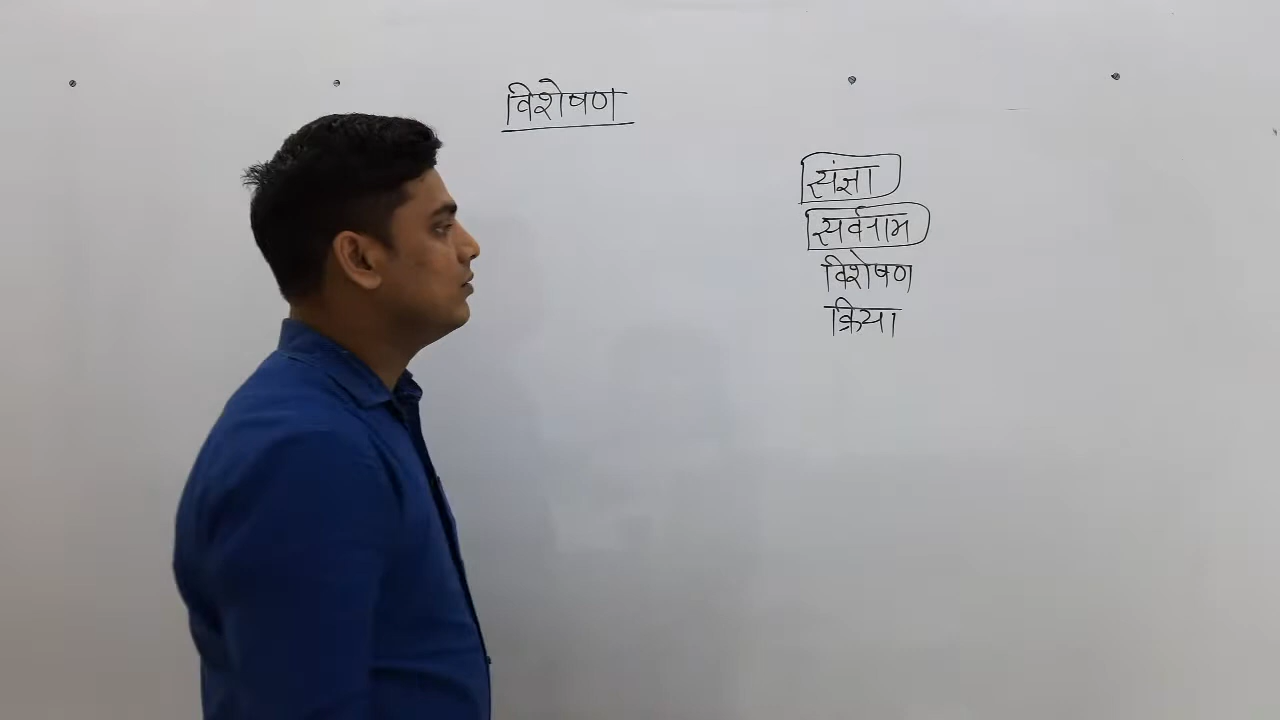 विशेषण
संज्ञा
सर्वनाम
विशेषण
क्रिया